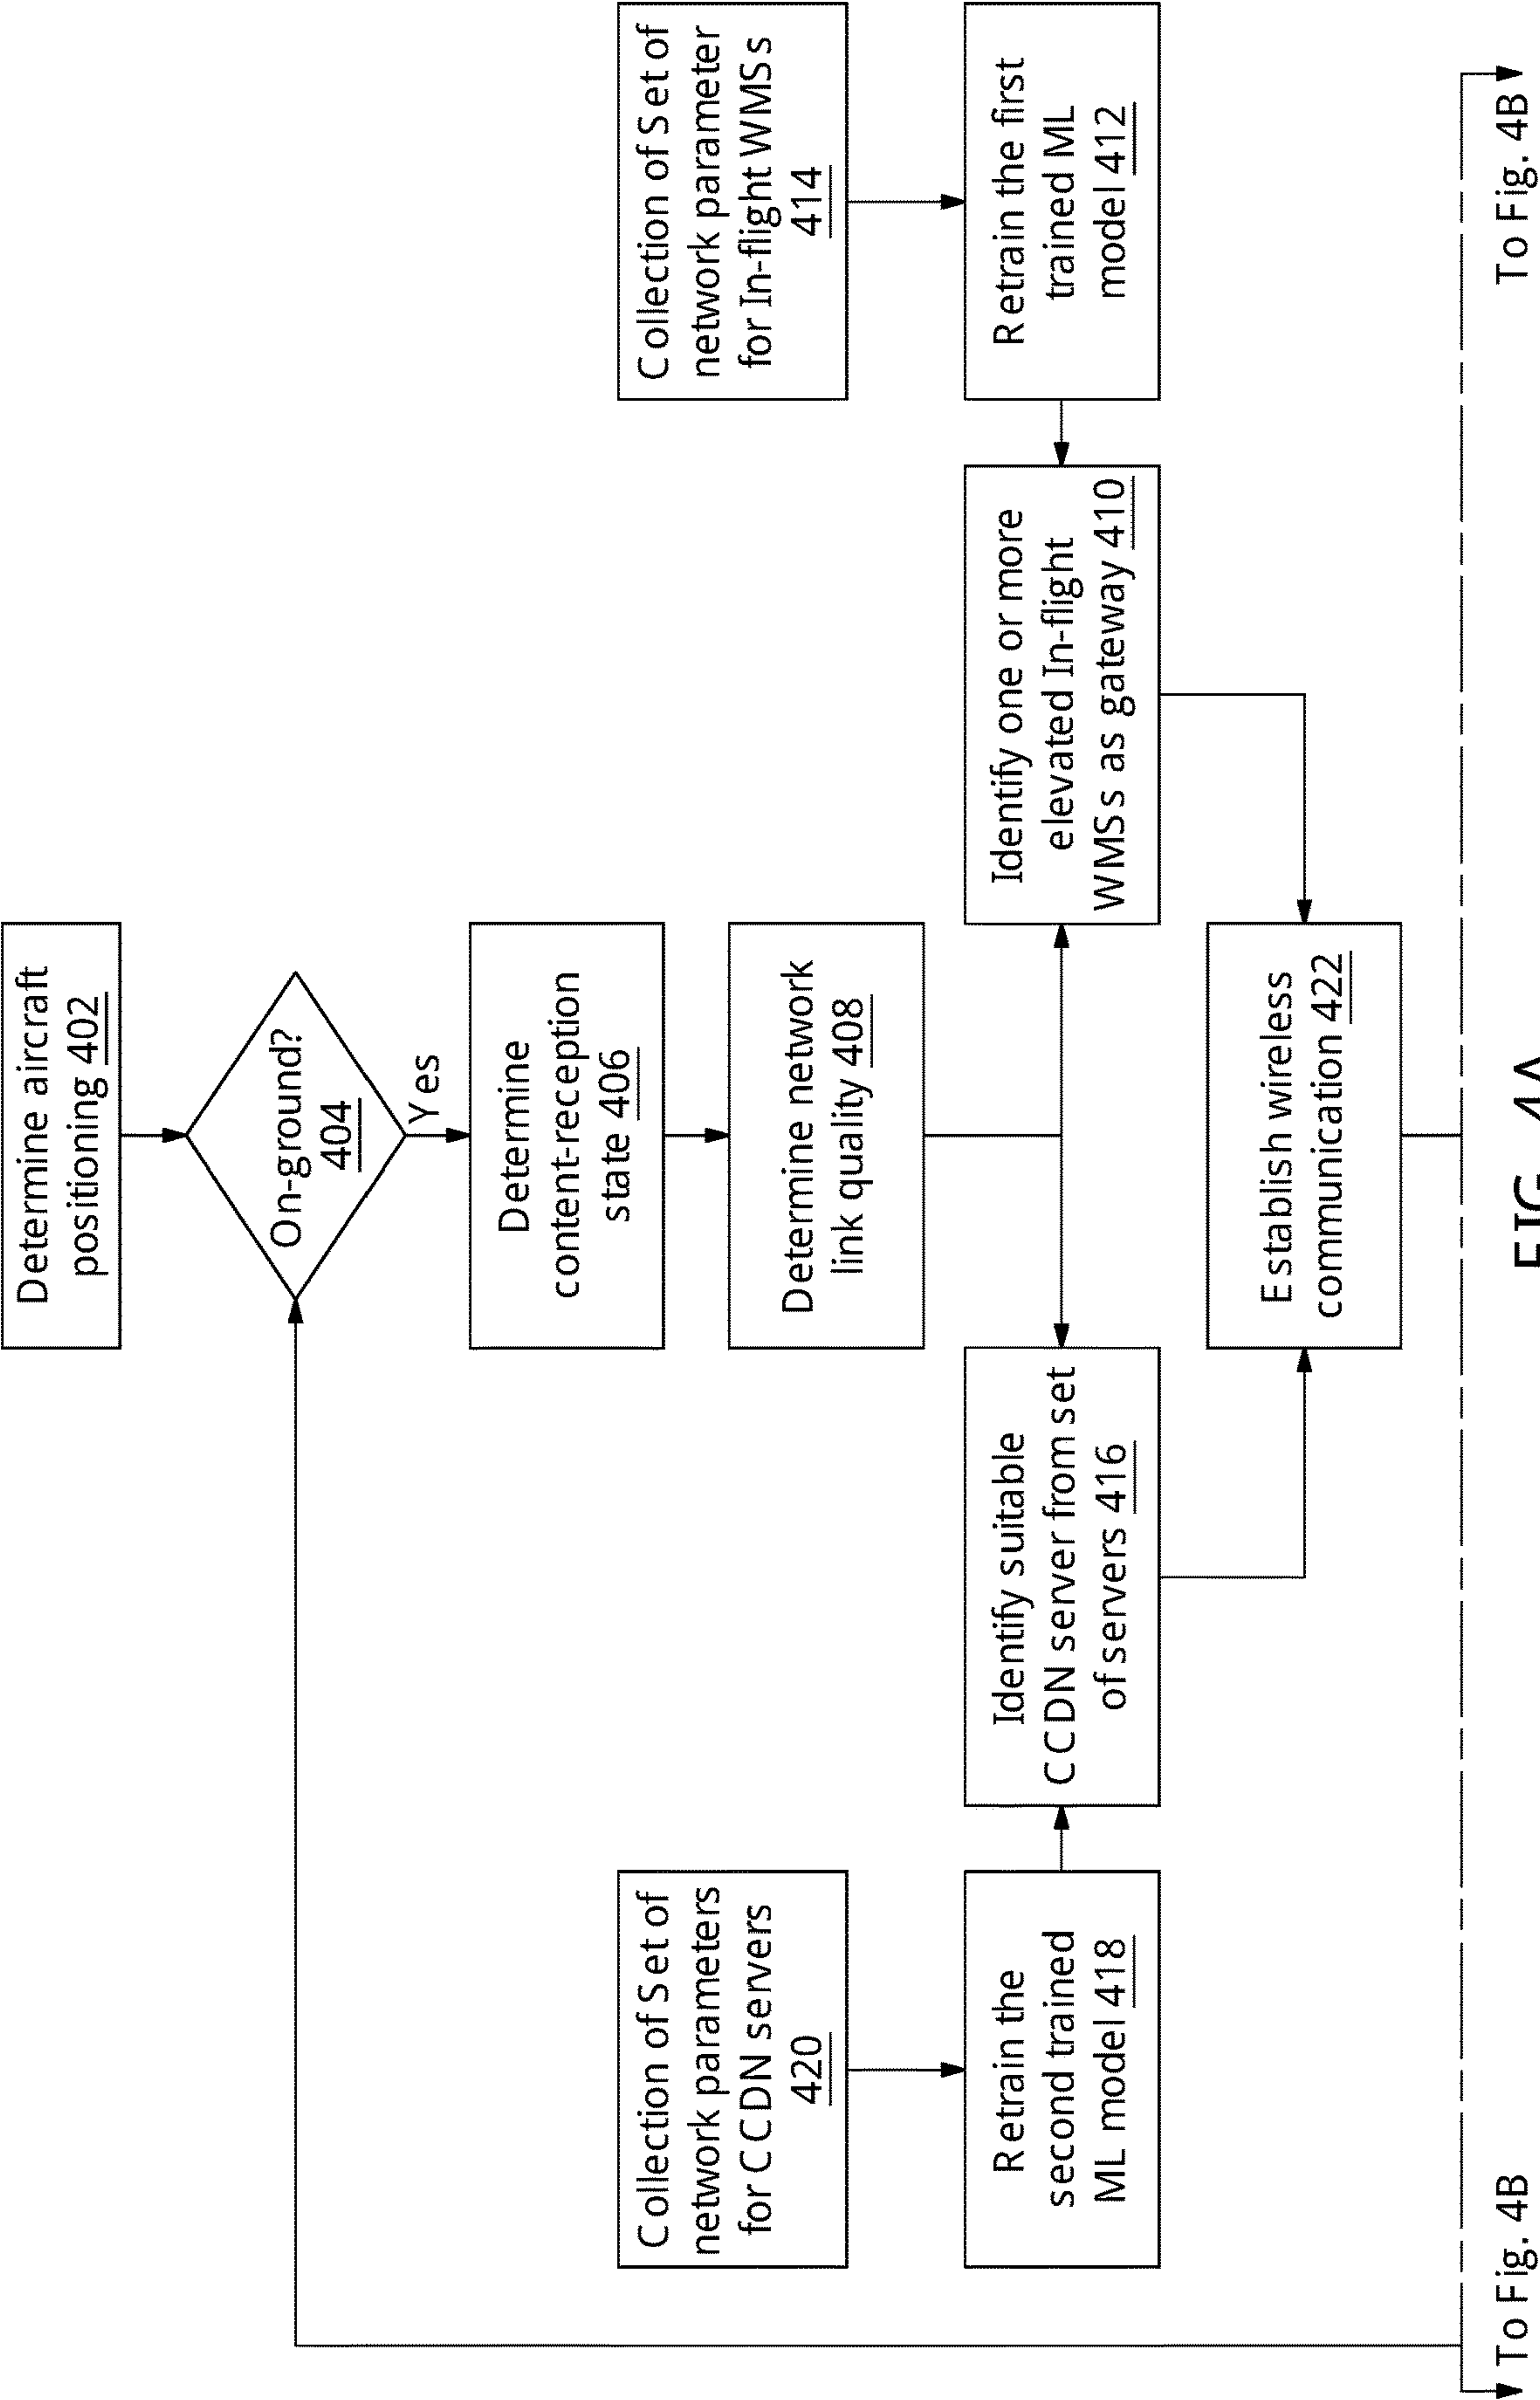 Determine aircraft
positioning 402
On-ground?
404
Yes
Determine
content-reception
state 406
Determine network
link quality 408
Collection of Set of
network parameters
for CCDN servers
420
Collection of Set of
network parameter
for In-flight WMSs
414
Retrain the
second trained
ML model 418
Identify suitable
CCDN server from set
of servers 416
Identify one or more
elevated In-flight
WMSs as gateway 410
Retrain the first
trained ML
model 412
Establish wireless
communication 422
To Fig. 4B
To Fig. 4B
FIG. 4A